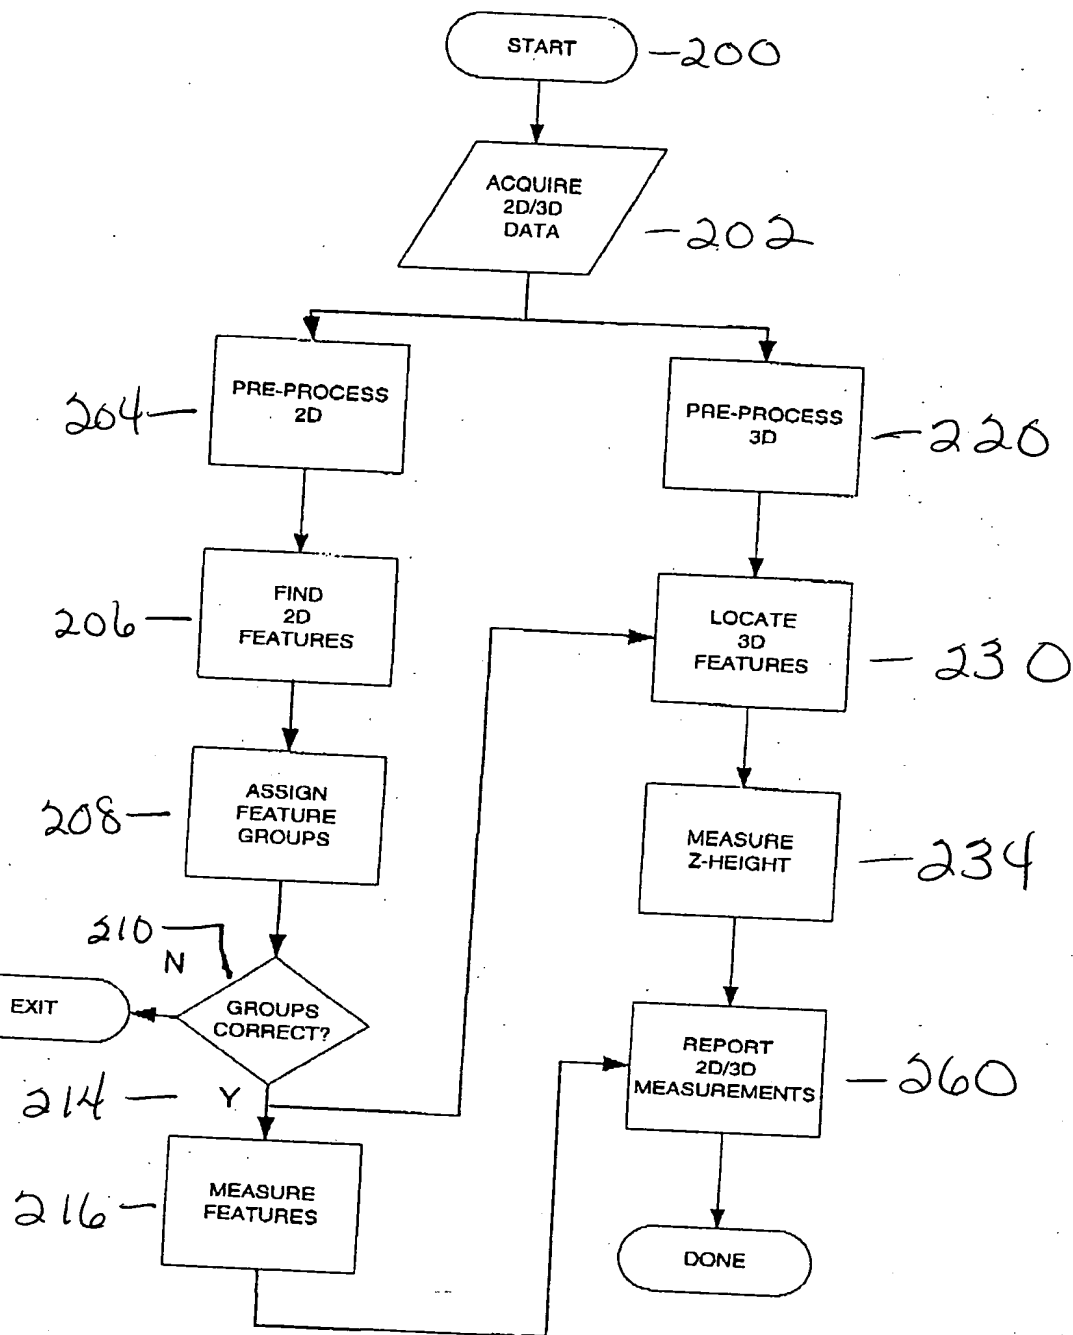 START
200
ACQUIRE
2D/3D
DATA
202
PRE-PROCESS
2D
204
PRE-PROCESS
3D
220
FIND
2D
FEATURES
206
LOCATE
3D
FEATURES
230
ASSIGN
FEATURE
GROUPS
208
MEASURE
Z-HEIGHT
234
210
N
GROUPS
CORRECT?
EXIT
214
Y
REPORT
2D/3D
MEASUREMENTS
260
MEASURE
FEATURES
216
DONE